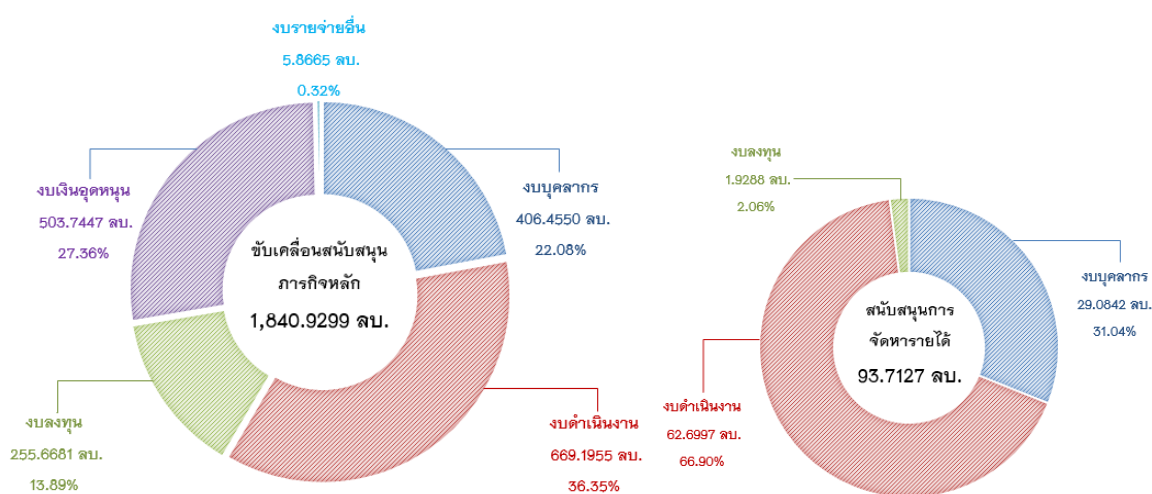 งบรายจ่ายอื่น
5.8665 ลบ.
0.32%
งบเงินอุดหนุน
503.7447 ลบ.
27.36%
งบบุคลากร
406.4550 ลบ.
22.08%
ขับเคลื่อนสนับสนุน
ภารกิจหลัก
1,840.9299 ลบ.
งบลงทุน
255.6681 ลบ.
13.89%
งบดำเนินงาน
669.1955 ลบ.
36.35%
งบลงทุน
1.9288 ลบ.
2.06%
งบบุคลากร
29.0842 ลบ.
31.04%
สนับสนุนการ
จัดหารายได้
93.7127 ลบ.
งบดำเนินงาน
62.6997 ลบ.
66.90%